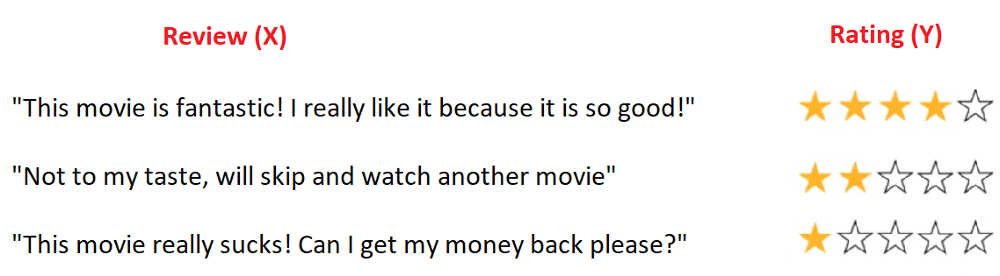 Review (X) Rating (Y)
"This movie is fantastic! I really like it because it is so good!"
"Not to my taste, will skip and watch another movie"
"This movie really sucks! Can I get my money back please?"